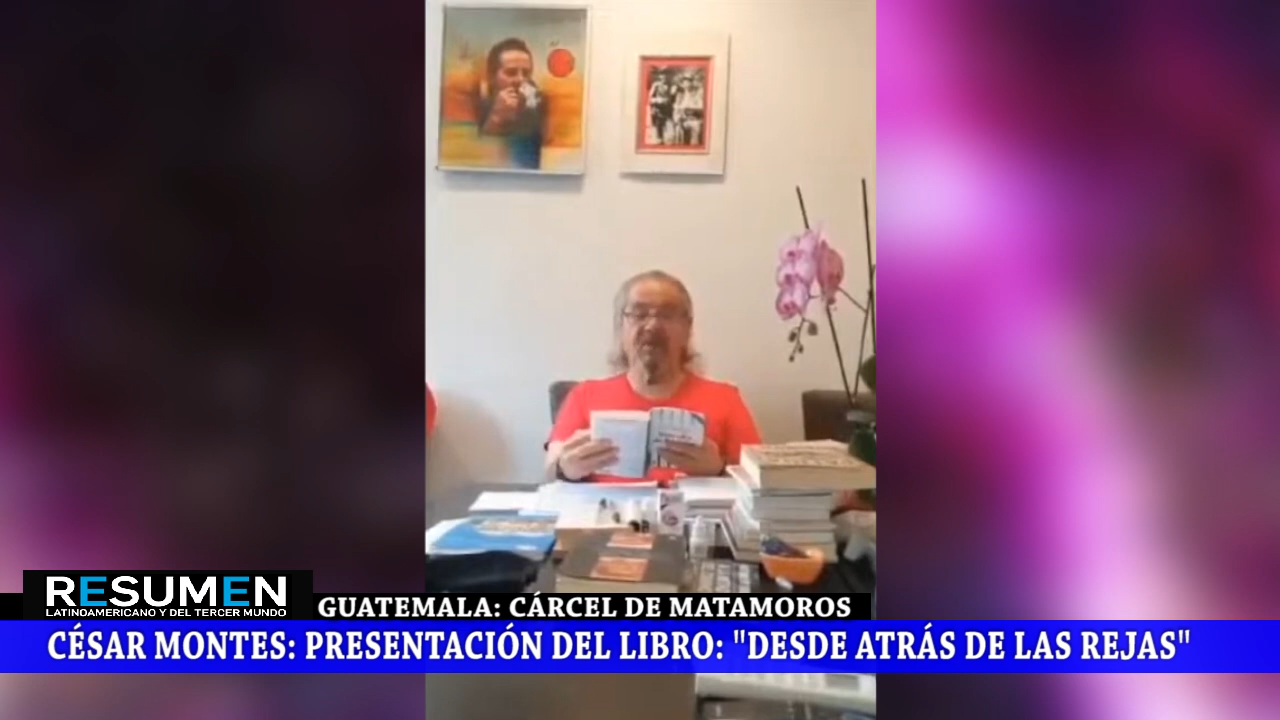 RESUMEN
LATINOAMERICANO Y DEL TERCER MUNDO
GUATEMALA: CÁRCEL DE MATAMOROS
CÉSAR MONTES: PRESENTACIÓN DEL LIBRO: "DESDE ATRÁS DE LAS REJAS"